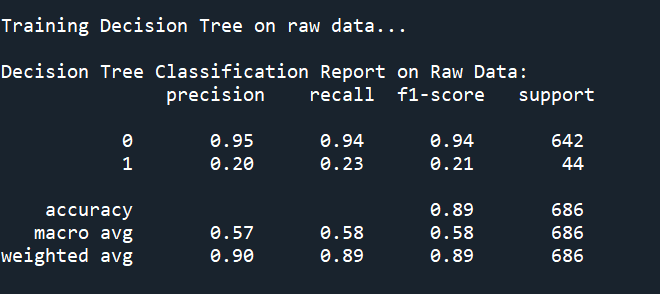 Training Decision Tree on raw data...
Decision Tree Classification Report on Raw Data:
precision recall f1-score support
0 0.95 0.94 0.94 642
1 0.20 0.23 0.21 44
accuracy 0.89 686
macro avg 0.57 0.58 0.58 686
weighted avg 0.90 0.89 0.89 686